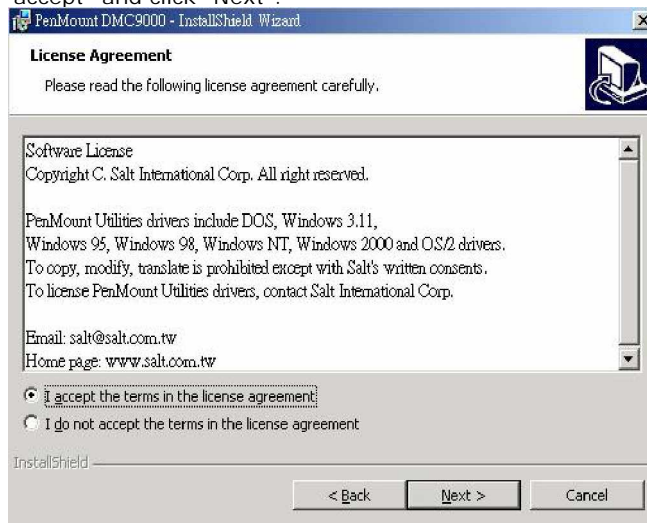 accept" and click "Next".
PenMount DMC9000 - InstallShield Wizard
License Agreement
Please read the following license agreement carefully.
Software License
Copyright C. Salt International Corp. All right reserved.
PenMount Utilities drivers include DOS, Windows 3.11,
Windows 95, Windows 98, Windows NT, Windows 2000 and OS/2 drivers.
To copy, modify, translate is prohibited except with Salt's written consents.
To license PenMount Utilities drivers, contact Salt International Corp.
Email: salt@salt.com.tw
Home page: www.salt.com.tw
I accept the terms in the license agreement
I do not accept the terms in the license agreement
InstallShield
< Back Next > Cancel